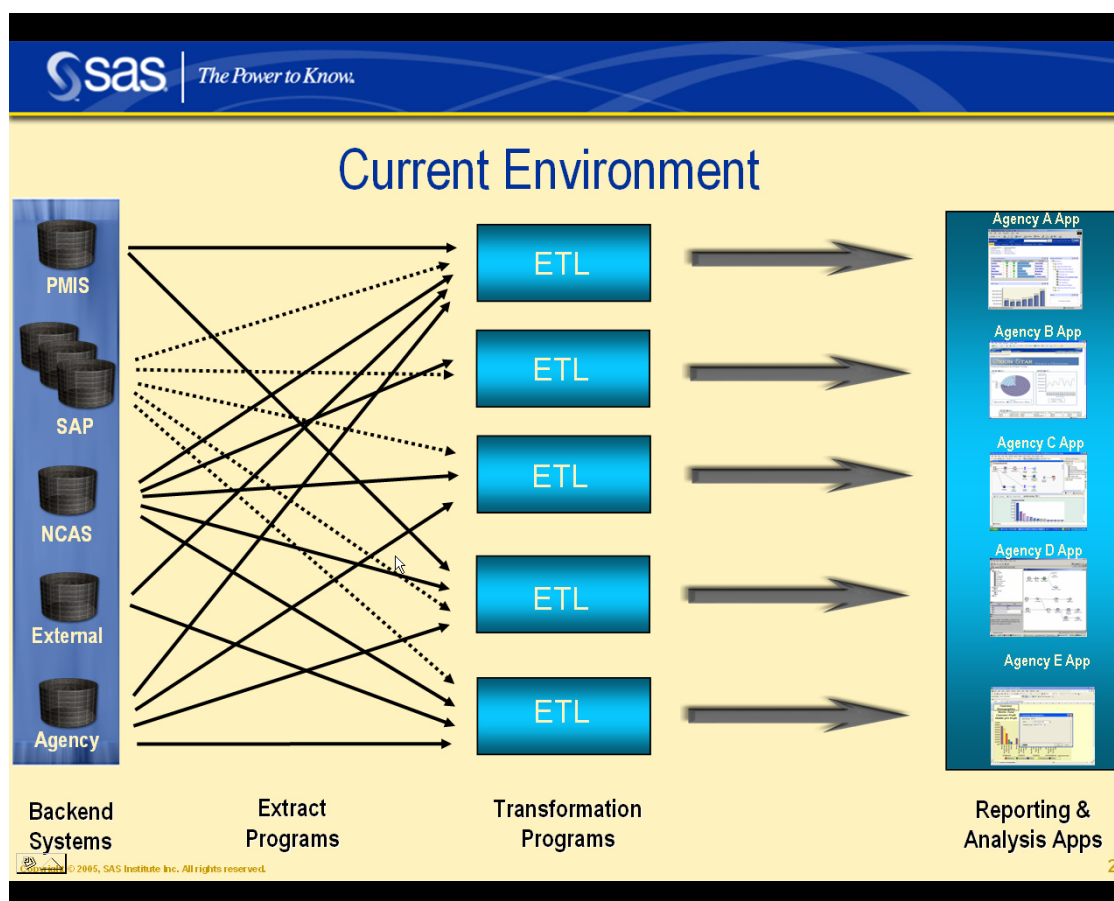 sas
The Power to Know.
Current Environment
PMIS
SAP
NCAS
External
Agency
ETL
ETL
ETL
ETL
ETL
Agency A App
Agency B App
Agency C App
Agency D App
Agency E App
Backend
Systems
Extract
Programs
Transformation
Programs
Reporting &
Analysis Apps
Copyright © 2005, SAS Institute Inc. All rights reserved.
2